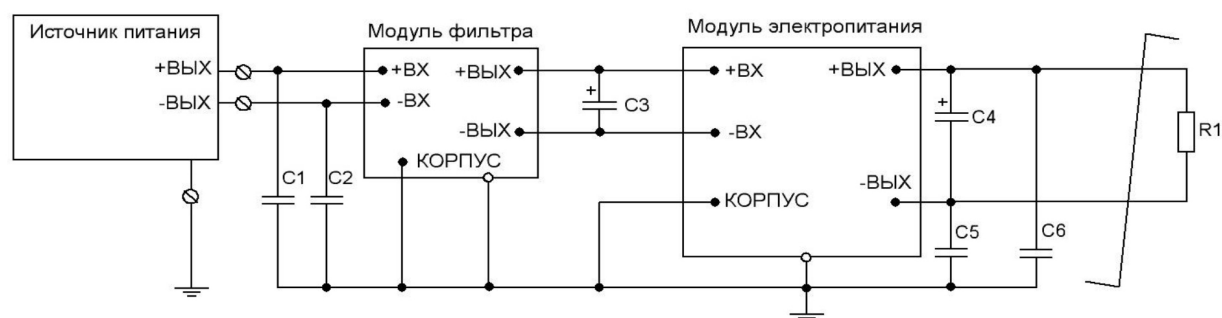 Источник питания
+ВЫХ
-ВЫХ
C1
C2
Модуль фильтра
+ВХ
-ВХ
+ВЫХ
-ВЫХ
КОРПУС
+
C3
Модуль электропитания
+ВХ
-ВХ
КОРПУС
+ВЫХ
-ВЫХ
+
C4
C5
C6
R1